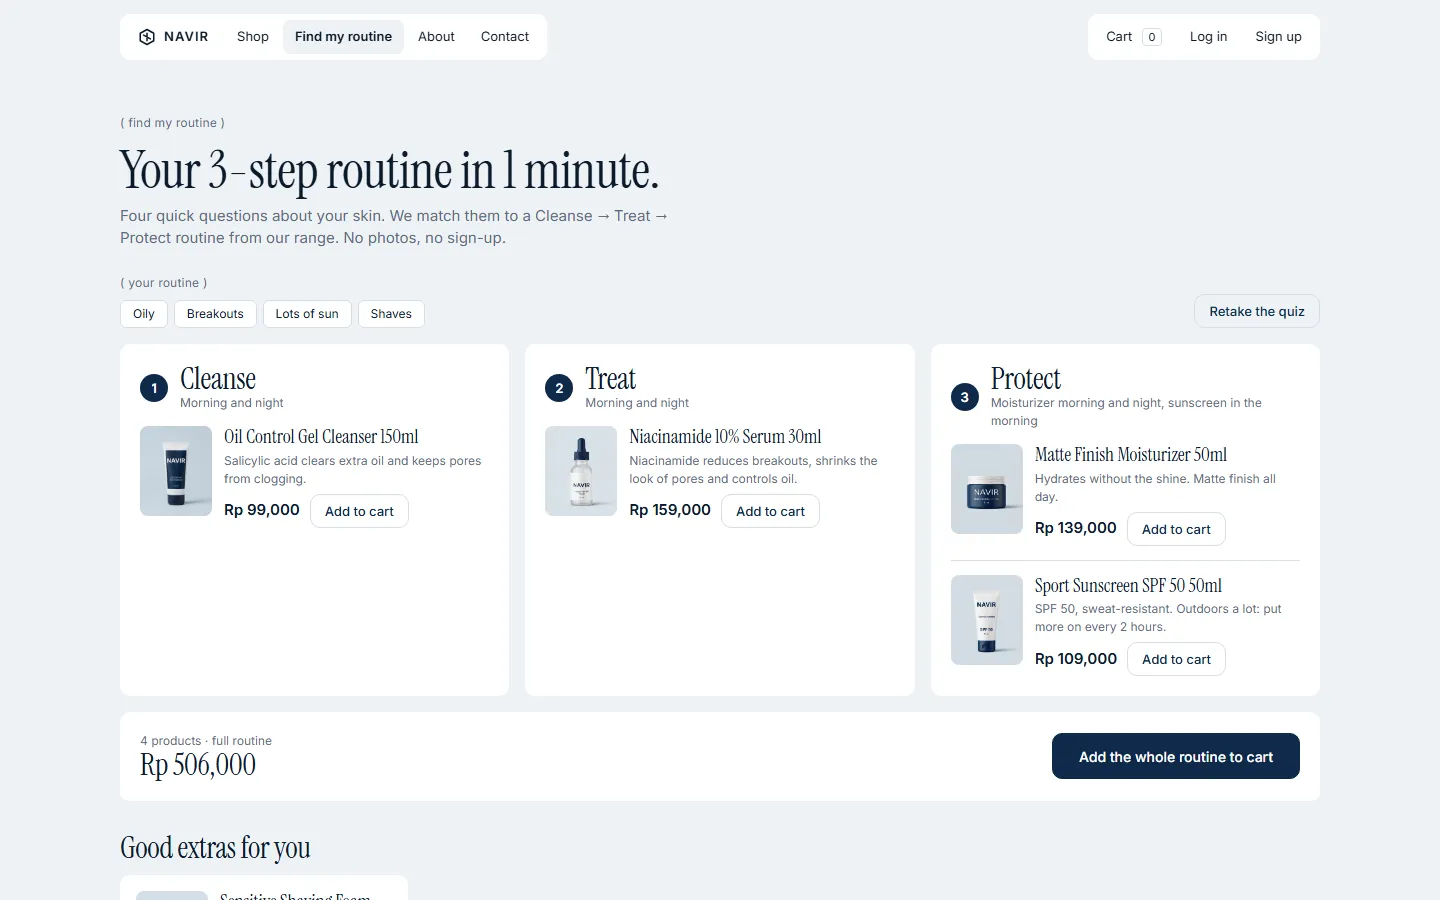 NAVIR
Shop
Find my routine
About
Contact
Cart 0
Log in
Sign up
( find my routine )
Your 3-step routine in 1 minute.
Four quick questions about your skin. We match them to a Cleanse → Treat →
Protect routine from our range. No photos, no sign-up.
( your routine )
Oily
Breakouts
Lots of sun
Shaves
Retake the quiz
1
Cleanse
Morning and night
NAVIR
Oil Control Gel Cleanser 150ml
Salicylic acid clears extra oil and keeps pores
from clogging.
Rp 99,000
Add to cart
2
Treat
Morning and night
NAVIR
Niacinamide 10% Serum 30ml
Niacinamide reduces breakouts, shrinks the
look of pores and controls oil.
Rp 159,000
Add to cart
3
Protect
Moisturizer morning and night, sunscreen in the
morning
NAVIR
Matte Finish Moisturizer 50ml
Hydrates without the shine. Matte finish all
day.
Rp 139,000
Add to cart
NAVIR
SPF 50
Sport Sunscreen SPF 50 50ml
SPF 50, sweat-resistant. Outdoors a lot: put
more on every 2 hours.
Rp 109,000
Add to cart
4 products · full routine
Rp 506,000
Add the whole routine to cart
Good extras for you
Sensitive Shaving Foam